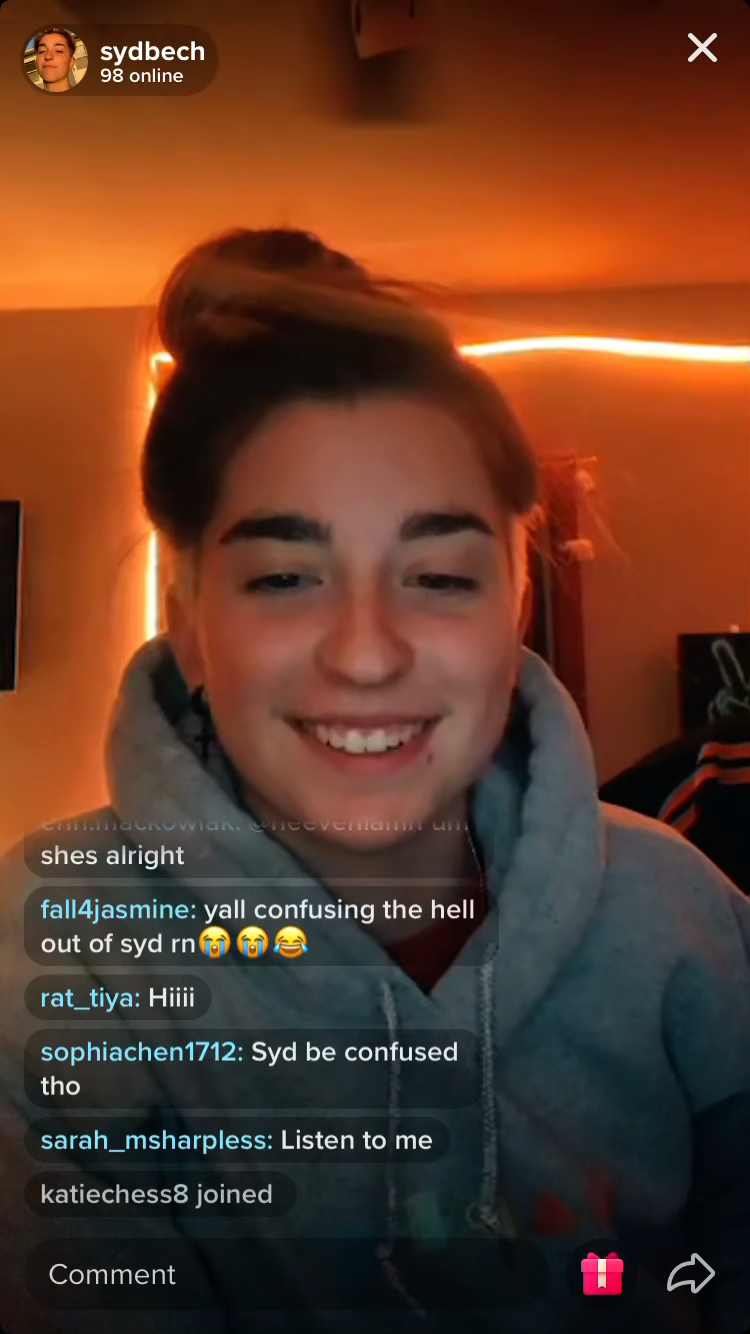 sydbech
98 online
shes alright
fall4jasmine: yall confusing the hell
out of syd rn😭😭😂
rat_tiya: Hiiii
sophiachen1712: Syd be confused
tho
sarah_msharpless: Listen to me
katiechess8 joined
Comment